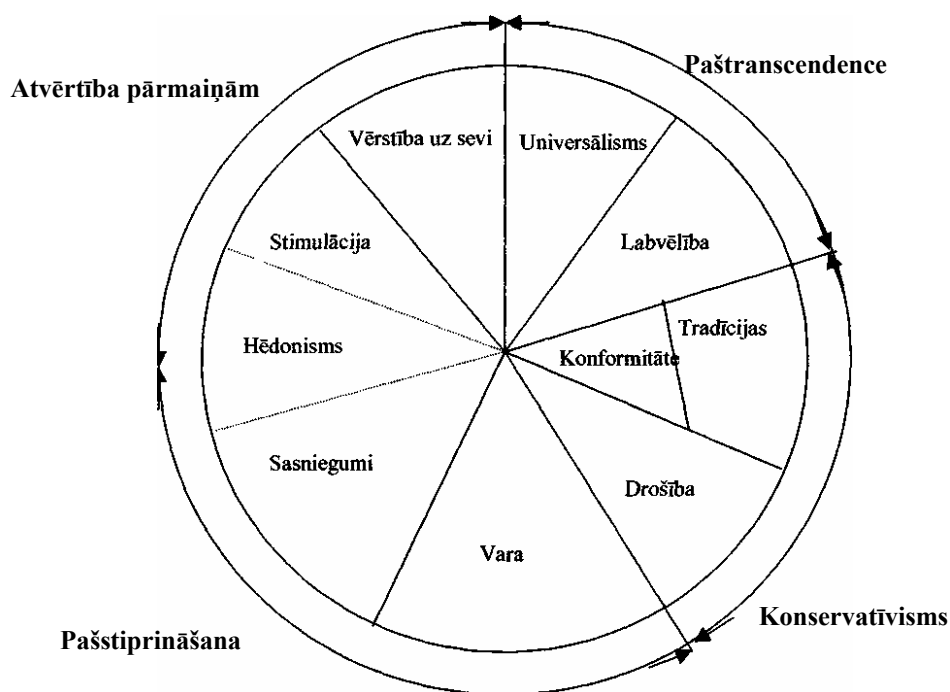 Atvērtība pārmaiņām
Paštranscendence
Vērstība uz sevi
Universālisms
Stimulācija
Labvēlība
Hēdonisms
Konformitāte
Tradīcijas
Sasniegumi
Drošība
Vara
Pašstiprināšana
Konservatīvisms